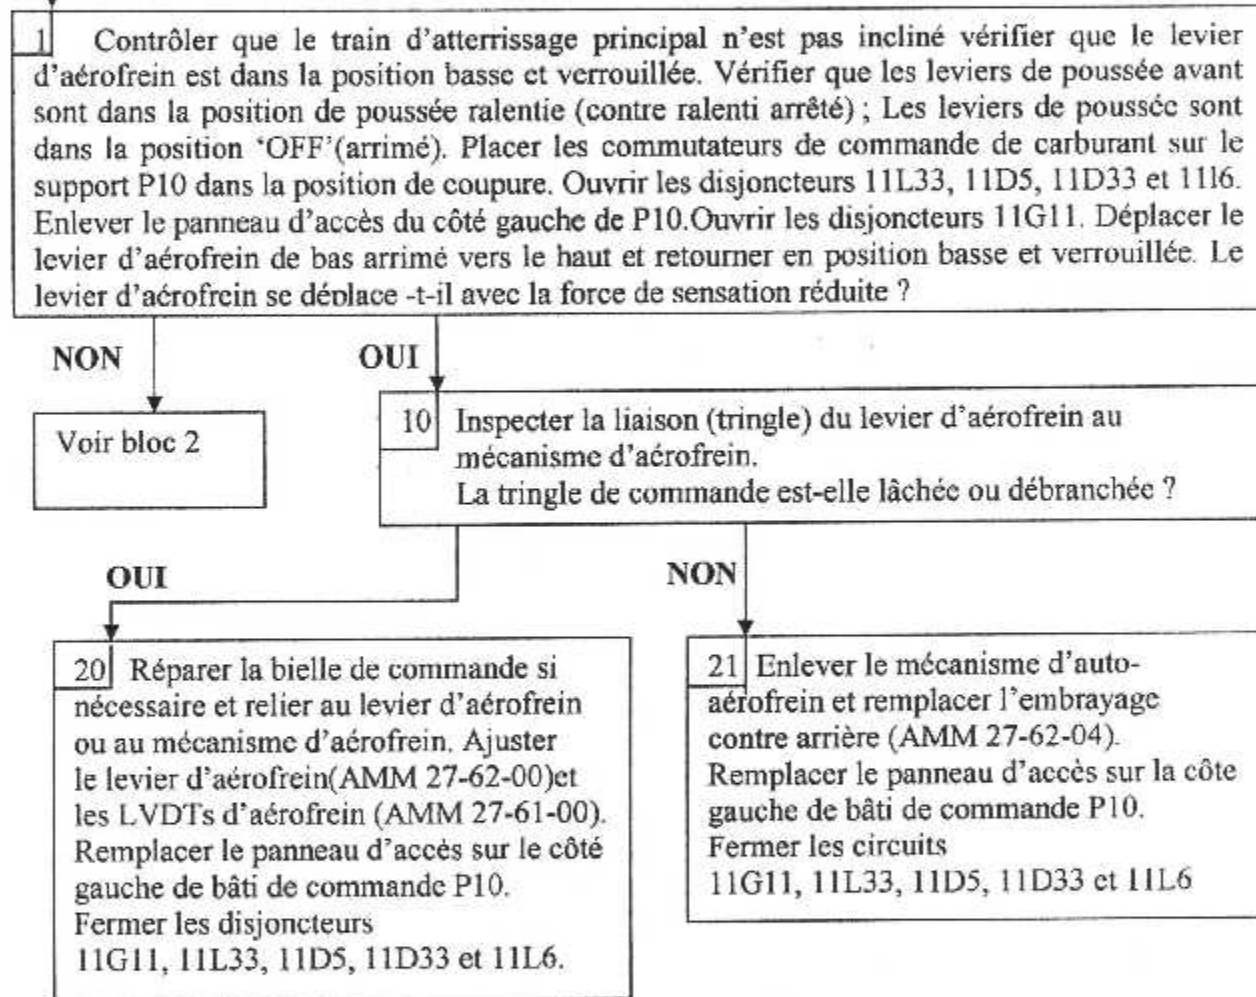 1 Contrôler que le train d'atterrissage principal n'est pas incliné vérifier que le levier
d'aérofrein est dans la position basse et verrouillée. Vérifier que les leviers de poussée avant
sont dans la position de poussée ralentie (contre ralenti arrêté) ; Les leviers de poussée sont
dans la position 'OFF'(arrimé). Placer les commutateurs de commande de carburant sur le
support P10 dans la position de coupure. Ouvrir les disjoncteurs 11L33, 11D5, 11D33 et 11l6.
Enlever le panneau d'accès du côté gauche de P10.Ouvrir les disjoncteurs 11G11. Déplacer le
levier d'aérofrein de bas arrimé vers le haut et retourner en position basse et verrouillée. Le
levier d'aérofrein se déplace -t-il avec la force de sensation réduite ?
NON
OUI
Voir bloc 2
10 Inspecter la liaison (tringle) du levier d'aérofrein au
mécanisme d'aérofrein.
La tringle de commande est-elle lâchée ou débranchée ?
OUI
NON
20 Réparer la bielle de commande si
nécessaire et relier au levier d'aérofrein
ou au mécanisme d'aérofrein. Ajuster
le levier d'aérofrein(AMM 27-62-00)et
les LVDTs d'aérofrein (AMM 27-61-00).
Remplacer le panneau d'accès sur le côté
gauche de bâti de commande P10.
Fermer les disjoncteurs
11G11, 11L33, 11D5, 11D33 et 11L6.
21 Enlever le mécanisme d'auto-
aérofrein et remplacer l'embrayage
contre arrière (AMM 27-62-04).
Remplacer le panneau d'accès sur la côte
gauche de bâti de commande P10.
Fermer les circuits
11G11, 11L33, 11D5, 11D33 et 11L6